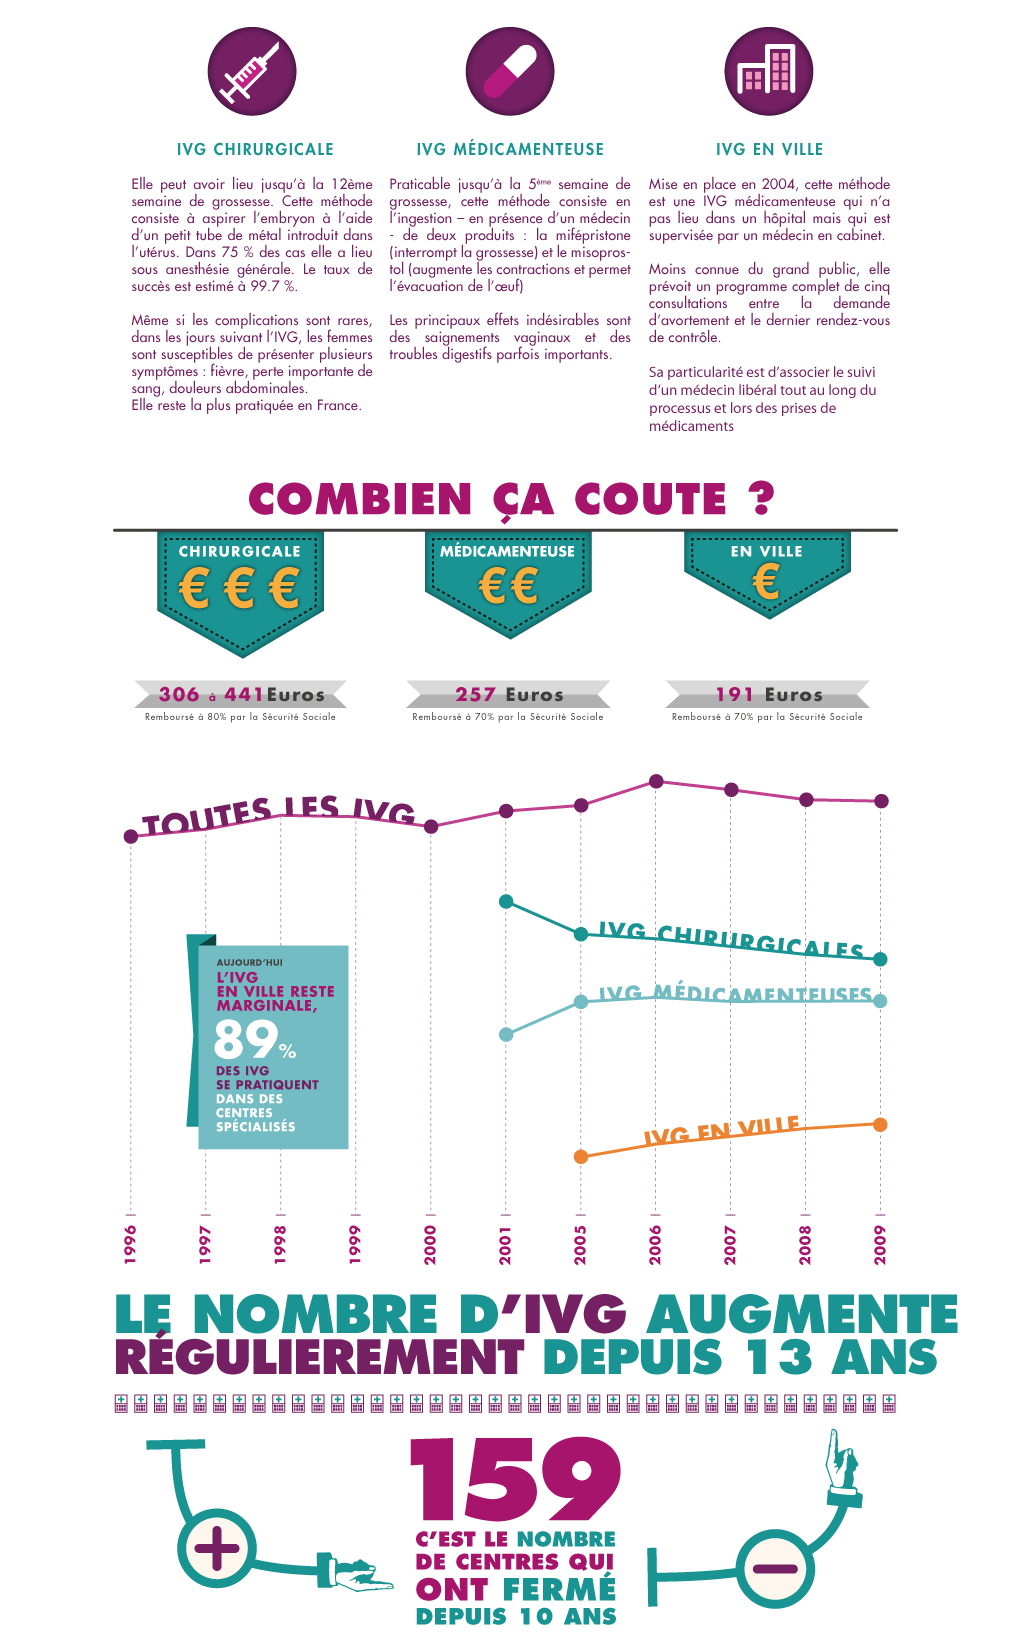 IVG CHIRURGICALE
Elle peut avoir lieu jusqu'à la 12ème
semaine de grossesse. Cette méthode
consiste à aspirer l'embryon à l'aide
d'un petit tube de métal introduit dans
l'utérus. Dans 75 % des cas elle a lieu
sous anesthésie générale. Le taux de
succès est estimé à 99.7 %.
Même si les complications sont rares,
dans les jours suivant l'IVG, les femmes
sont susceptibles de présenter plusieurs
symptômes : fièvre, perte importante de
sang, douleurs abdominales.
Elle reste la plus pratiquée en France.
IVG MÉDICAMENTEUSE
Praticable jusqu'à la 5ème semaine de
grossesse, cette méthode consiste en
l'ingestion – en présence d'un médecin
- de deux produits : la mifépristone
(interrompt la grossesse) et le misopros-
tol (augmente les contractions et permet
l'évacuation de l'œuf)
Les principaux effets indésirables sont
des saignements vaginaux et des
troubles digestifs parfois importants.
IVG EN VILLE
Mise en place en 2004, cette méthode
est une IVG médicamenteuse qui n'a
pas lieu dans un hôpital mais qui est
supervisée par un médecin en cabinet.
Moins connue du grand public, elle
prévoit un programme complet de cinq
consultations entre la demande
d'avortement et le dernier rendez-vous
de contrôle.
Sa particularité est d'associer le suivi
d'un médecin libéral tout au long du
processus et lors des prises de
médicaments
COMBIEN ÇA COUTE ?
CHIRURGICALE
€ € €
MÉDICAMENTEUSE
€€
EN VILLE
€
306 à 441Euros
Remboursé à 80% par la Sécurité Sociale
257 Euros
Remboursé à 70% par la Sécurité Sociale
191 Euros
Remboursé à 70% par la Sécurité Sociale
TOUTES LES IVG
IVG CHIRURGICALES
IVG MÉDICAMENTEUSES
IVG EN VILLE
AUJOURD'HUI
L'IVG
EN VILLE RESTE
MARGINALE,
89%
DES IVG
SE PRATIQUENT
DANS DES
CENTRES
SPÉCIALISÉS
1996
1997
1998
1999
2000
2001
2005
2006
2007
2008
2009
LE NOMBRE D'IVG AUGMENTE
RÉGULIEREMENT DEPUIS 13 ANS
159
C'EST LE NOMBRE
DE CENTRES QUI
ONT FERMÉ
DEPUIS 10 ANS